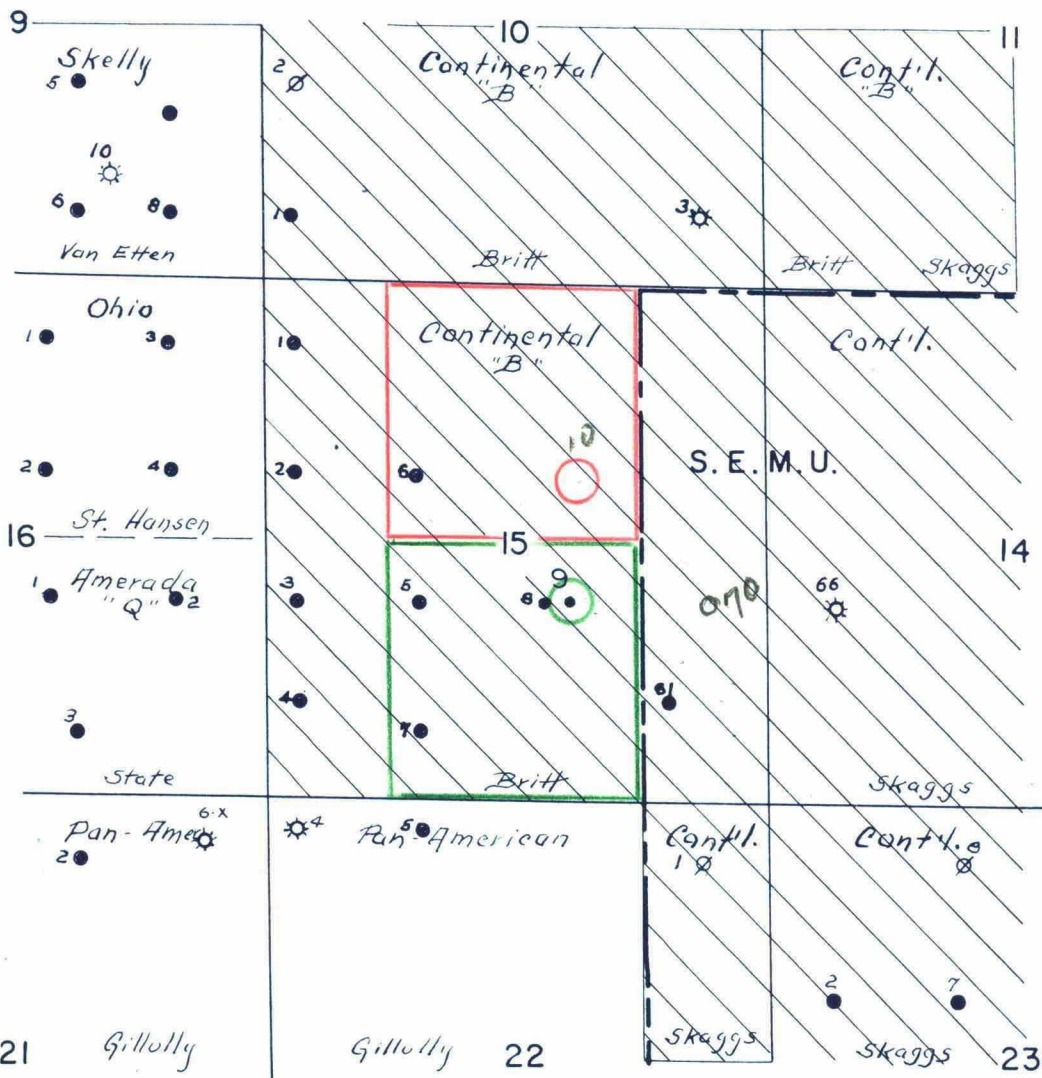 9
10
11
Skelly
5
2
Continental
"B"
Cont'l.
"B"
10
6
8
1
3
Van Etten
Britt
Britt
Skaggs
Ohio
1
3
1
Continental
"B"
Cont'l.
10
S. E. M. U.
2
4
2
6
St. Hansen
16
15
14
1
Amerada
"Q"
2
3
5
8
9
070
66
4
61
3
7
State
Britt
Skaggs
Pan-Amer
6-X
4
5
Pan-American
Cont'l.
1
Cont'l.
2
2
7
21
Gillully
Gillully
22
Skaggs
Skaggs
23